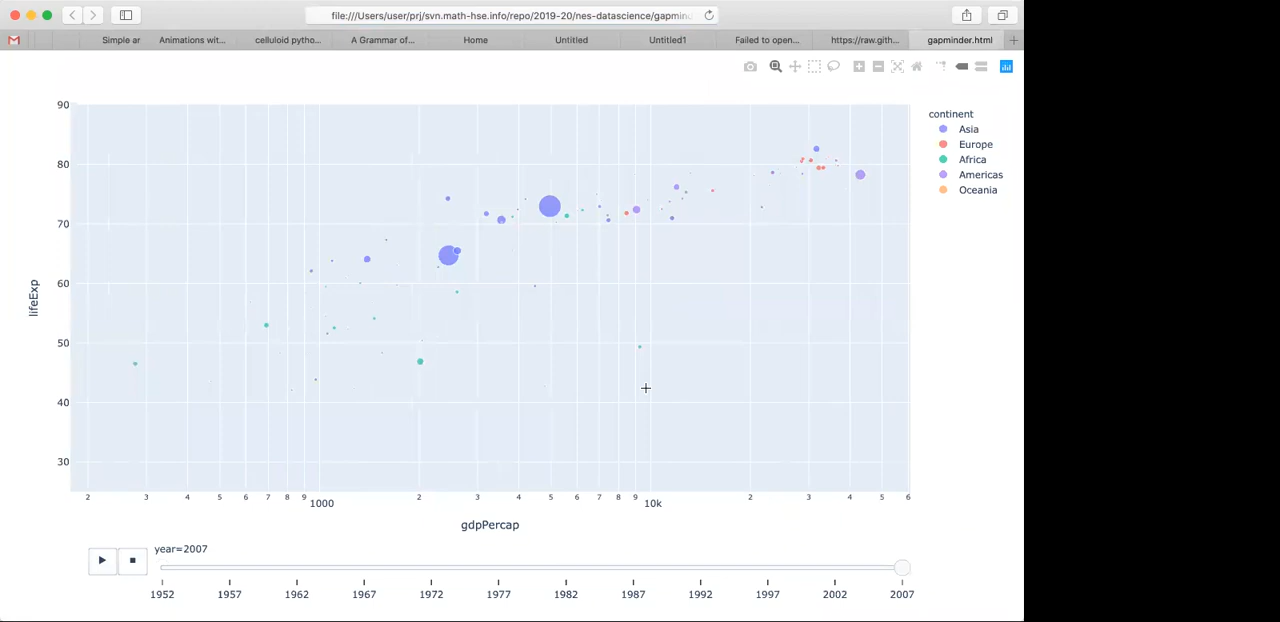 file:///Users/user/prj/svn.math-hse.info/repo/2019-20/nes-datascience/gapmind
Simple ar Animations wit... celluloid pytho... A Grammar of... Home Untitled Untitled1 Failed to open... https://raw.gith... gapminder.html
90
80
70
60
50
40
30
lifeExp
continent
Asia
Europe
Africa
Americas
Oceania
2 3 4 5 6 7 8 9 1000 2 3 4 5 6 7 8 9 10k 2 3 4 5 6
gdpPercap
year=2007
1952 1957 1962 1967 1972 1977 1982 1987 1992 1997 2002 2007